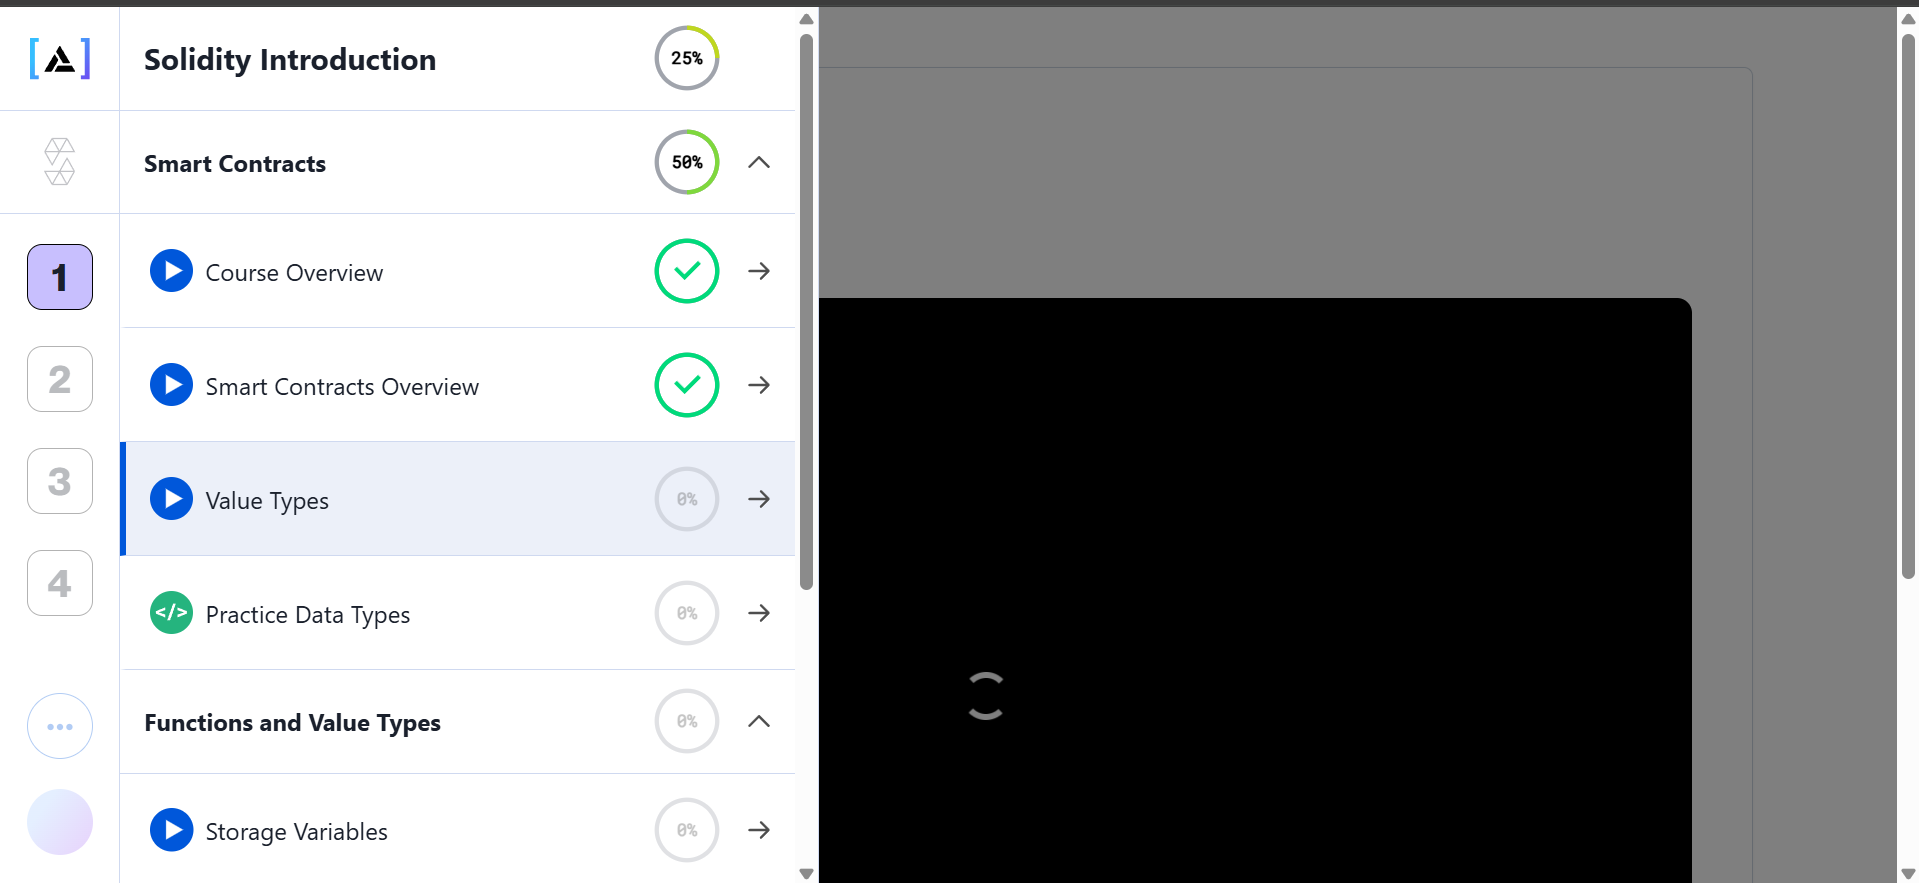 Solidity Introduction
25%
Smart Contracts
50%
1
Course Overview
2
Smart Contracts Overview
3
Value Types
0%
4
</> Practice Data Types
0%
Functions and Value Types
0%
Storage Variables
0%